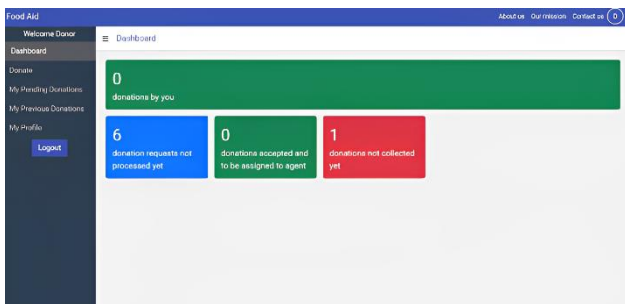 Food Aid
About us Our mission Contact us D
Welcome Donor
Dashboard
Donate
My Pending Donations
My Previous Donations
My Profile
Logout
☰ Dashboard
0
donations by you
6
donation requests not
processed yet
0
donations accepted and
to be assigned to agent
1
donations not collected
yet